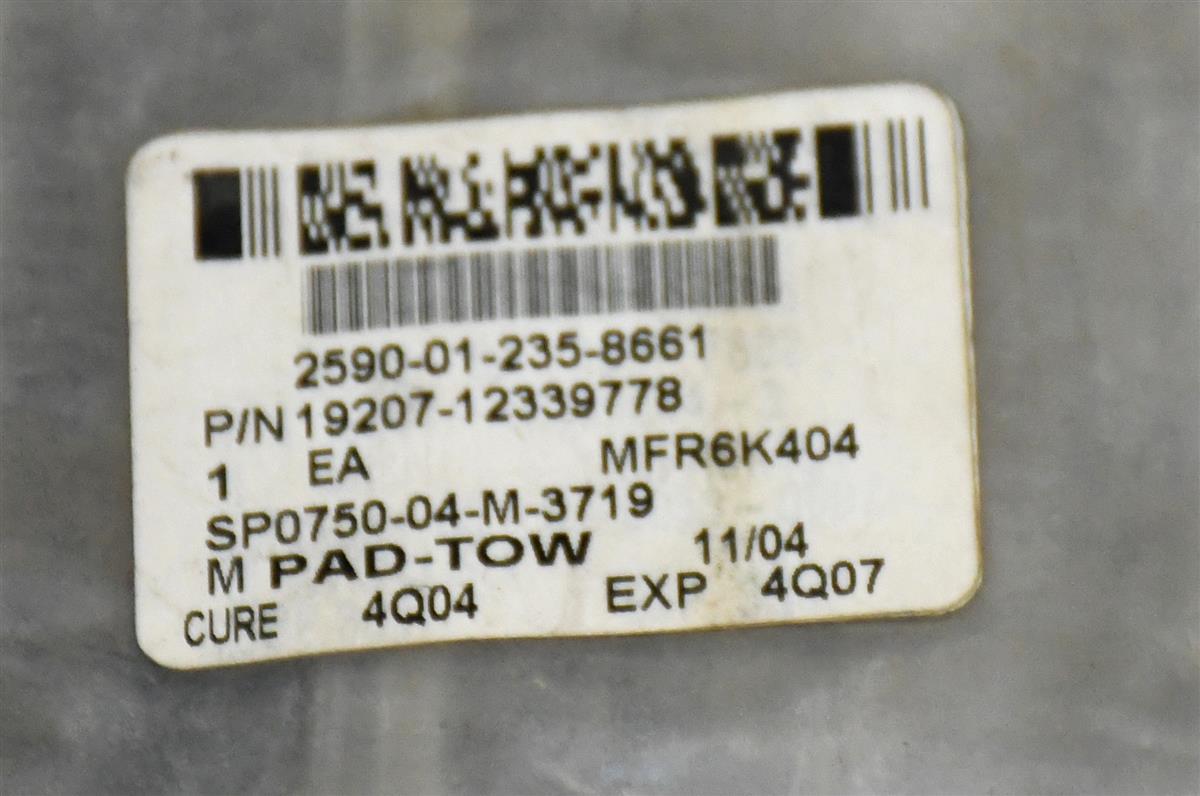 2590-01-235-8661
P/N 19207-12339778
1 EA MFR6K404
SP0750-04-M-3719
M PAD-TOW 11/04
CURE 4Q04 EXP 4Q07